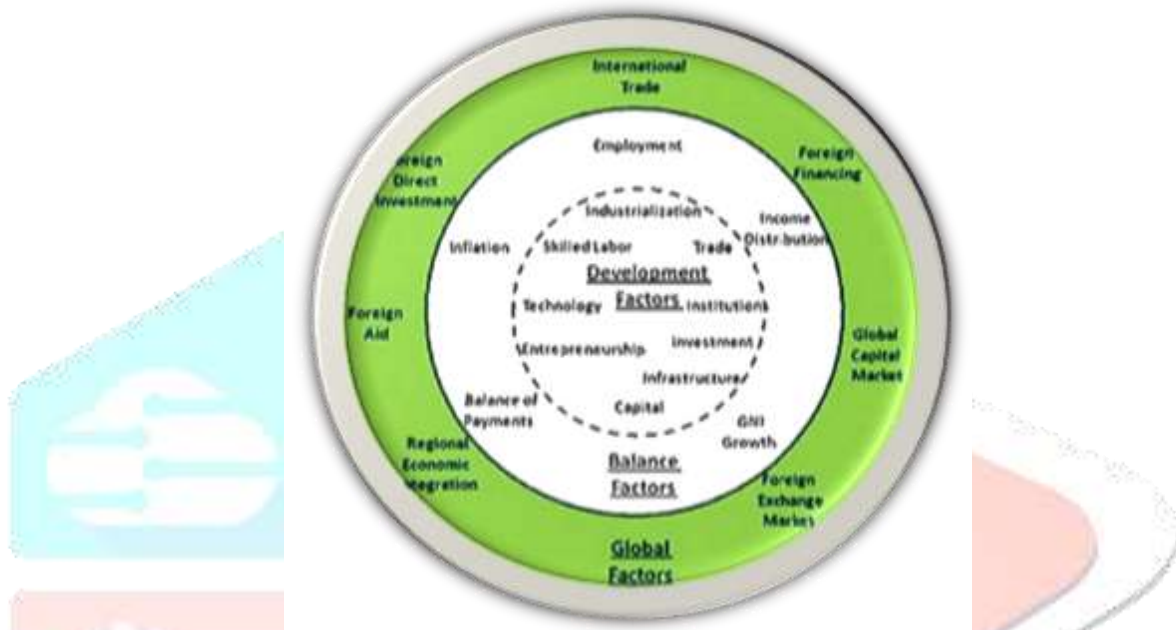 International
Trade
Foreign
Direct
Investment
Foreign
Financing
Employment
Industrialization
Income
Distribution
Inflation
Skilled Labor
Trade
Development
Factors
Technology
Institutions
Foreign
Aid
Entrepreneurship
Investment
Global
Capital
Market
Infrastructure
Balance of
Payments
Capital
GNI
Growth
Regional
Economic
Integration
Balance
Factors
Foreign
Exchange
Market
Global
Factors